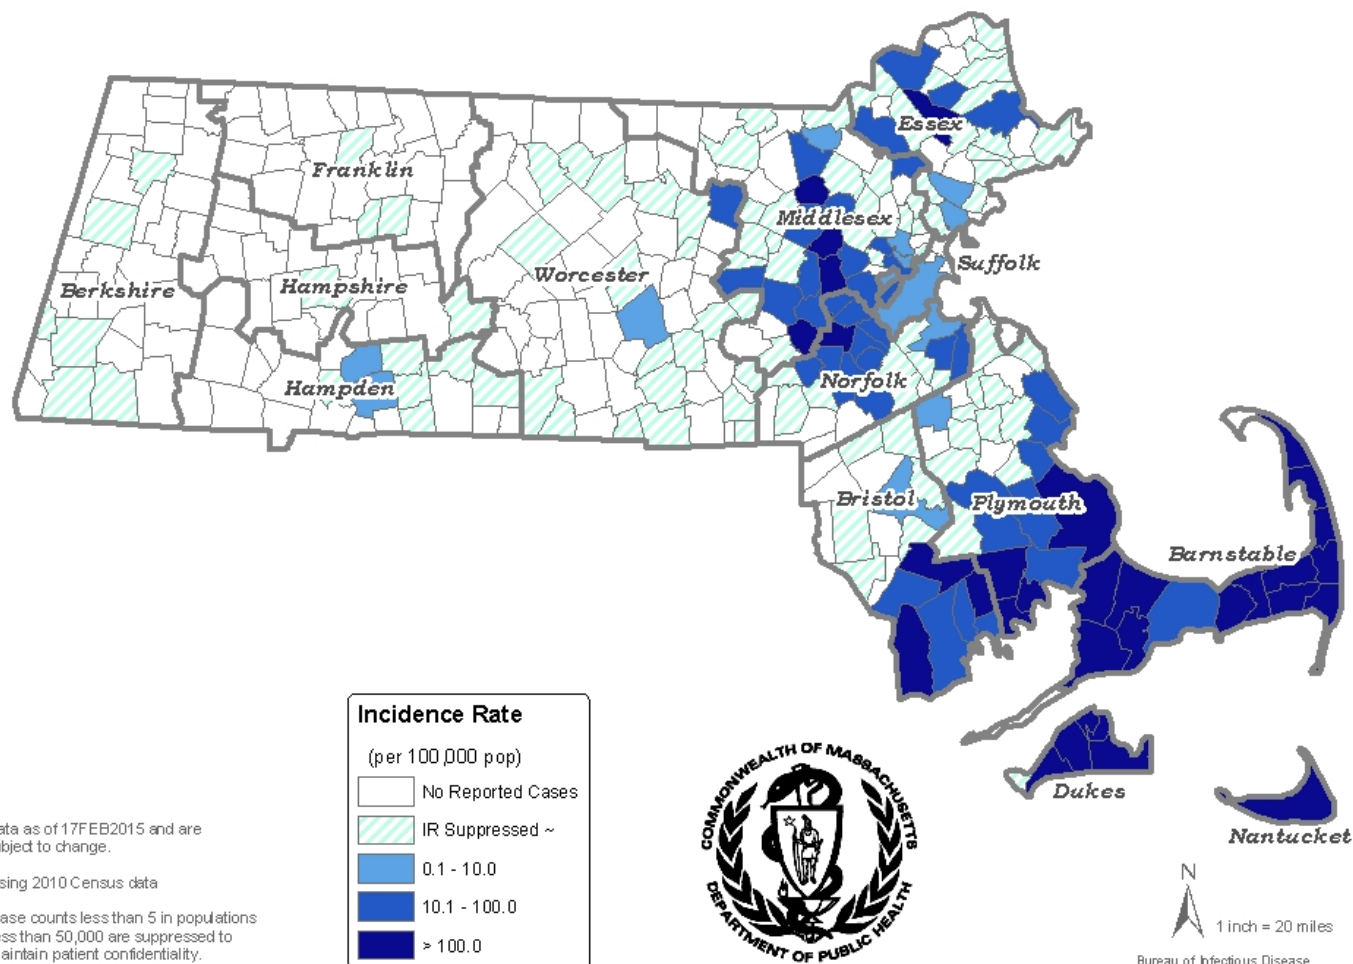 Essex
Franklin
Middlesex
Suffolk
Worcester
Berkshire
Hampshire
Hampden
Norfolk
Bristol
Plymouth
Barnstable
Dukes
Nantucket
Incidence Rate
(per 100,000 pop)
No Reported Cases
IR Suppressed ~
0.1 - 10.0
10.1 - 100.0
> 100.0
COMMONWEALTH OF MASSACHUSETTS
DEPARTMENT OF PUBLIC HEALTH
ata as of 17FEB2015 and are
bject to change.
sing 2010 Census data
ase counts less than 5 in populations
ess than 50,000 are suppressed to
aintain patient confidentiality.
N
1 inch = 20 miles
Bureau of Infectious Disease